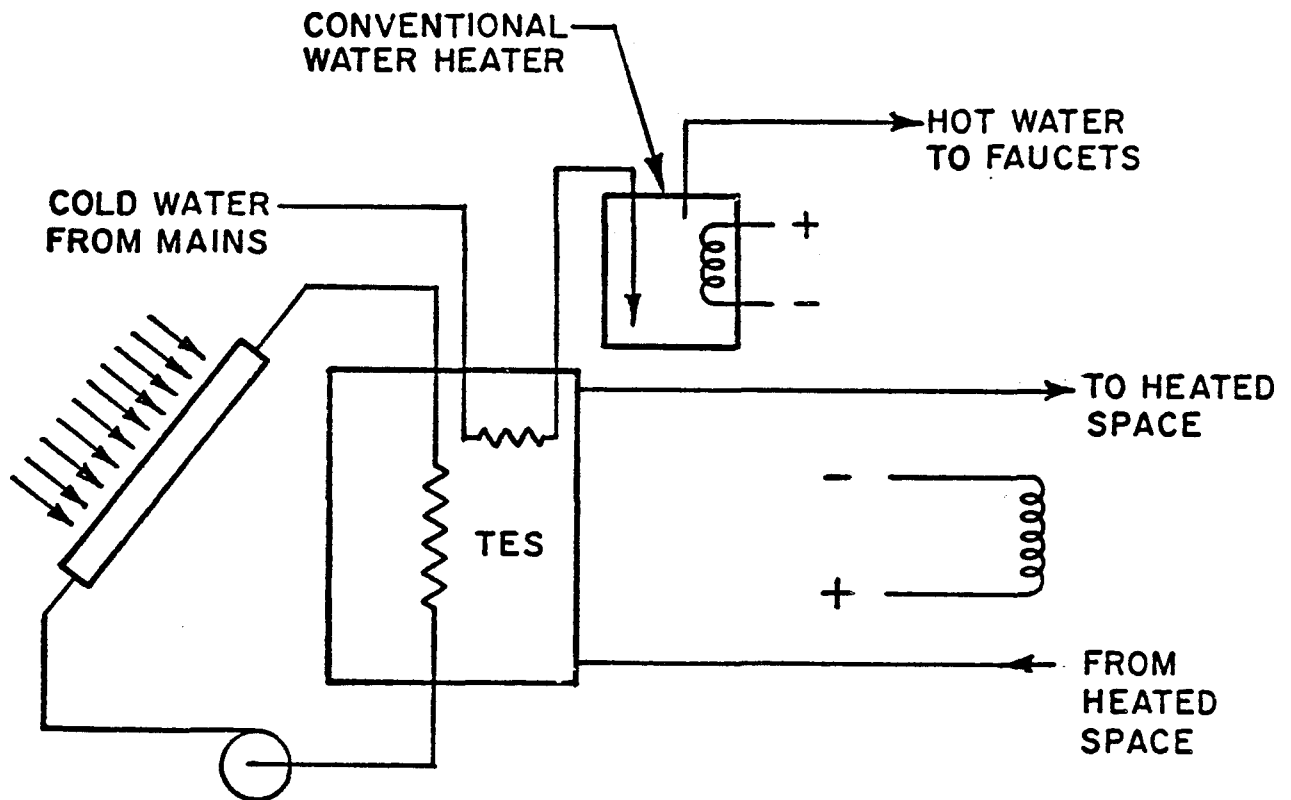 CONVENTIONAL
WATER HEATER
HOT WATER
TO FAUCETS
COLD WATER
FROM MAINS
+
-
TO HEATED
SPACE
-
TES
+
FROM
HEATED
SPACE